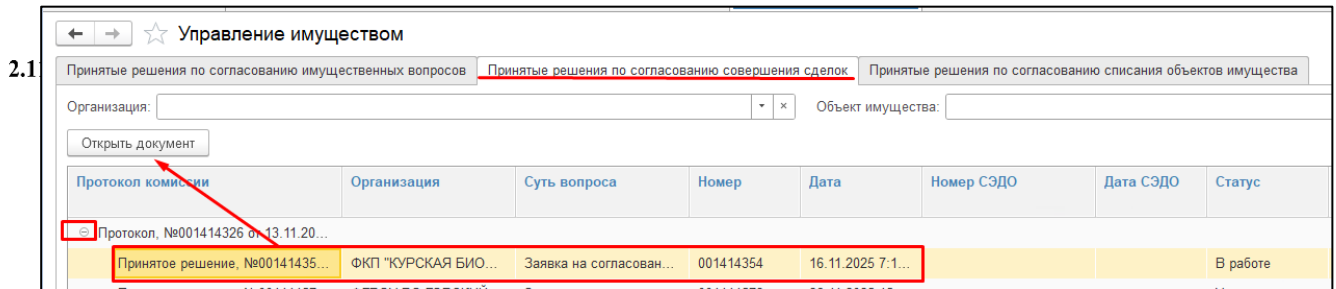 Управление имуществом
2.1
Принятые решения по согласованию имущественных вопросов Принятые решения по согласованию совершения сделок Принятые решения по согласованию списания объектов имущества
Организация: Объект имущества:
Открыть документ
Протокол комиссии Организация Суть вопроса Номер Дата Номер СЭДО Дата СЭДО Статус
Протокол, №001414326 от 13.11.20...
Принятое решение, №00141435... ФКП "КУРСКАЯ БИО... Заявка на согласован... 001414354 16.11.2025 7:1... В работе